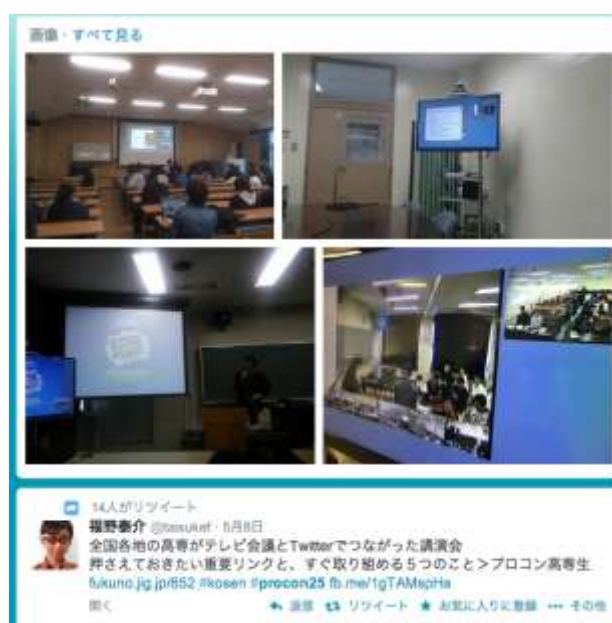 画像・すべて見る
14人がリツイート
福野泰介 @taisukef · 5月8日
全国各地の高専がテレビ会議とTwitterでつながった講演会
押さえておきたい重要リンクと、すぐ取り組める5つのこと＞プロコン高専生
fukuno.jig.jp/852 #kosen #procon25 fb.me/1gTAMspHa
開く
返信 リツイート ★ お気に入りに登録 ••• その他